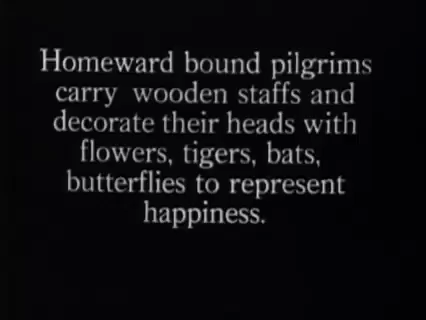 Homeward bound pilgrims
carry wooden staffs and
decorate their heads with
flowers, tigers, bats,
butterflies to represent
happiness.